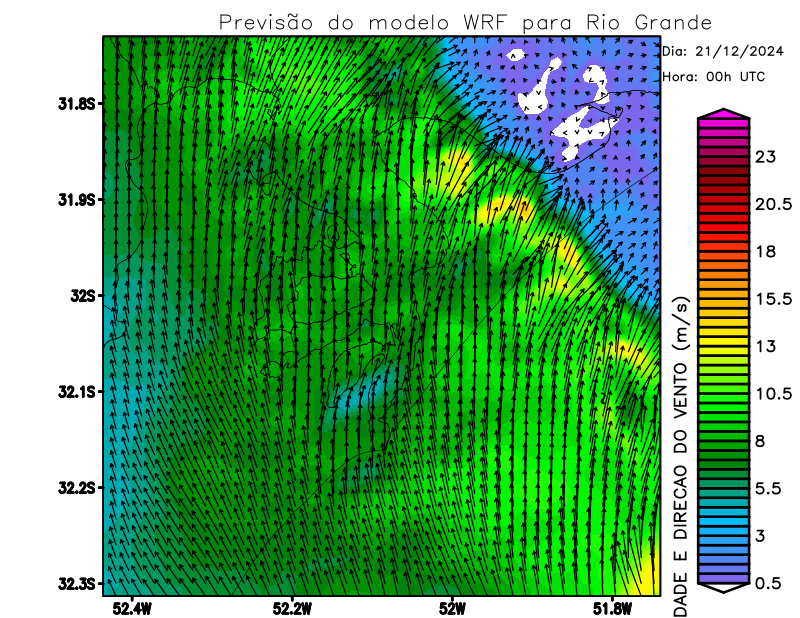 Previsão do modelo WRF para Rio Grande
Dia: 21/12/2024
Hora: 00h UTC
31.8S
31.9S
32S
32.1S
32.2S
32.3S
52.4W
52.2W
52W
51.8W
23
20.5
18
15.5
13
10.5
8
5.5
3
0.5
DADE E DIRECAO DO VENTO (m/s)